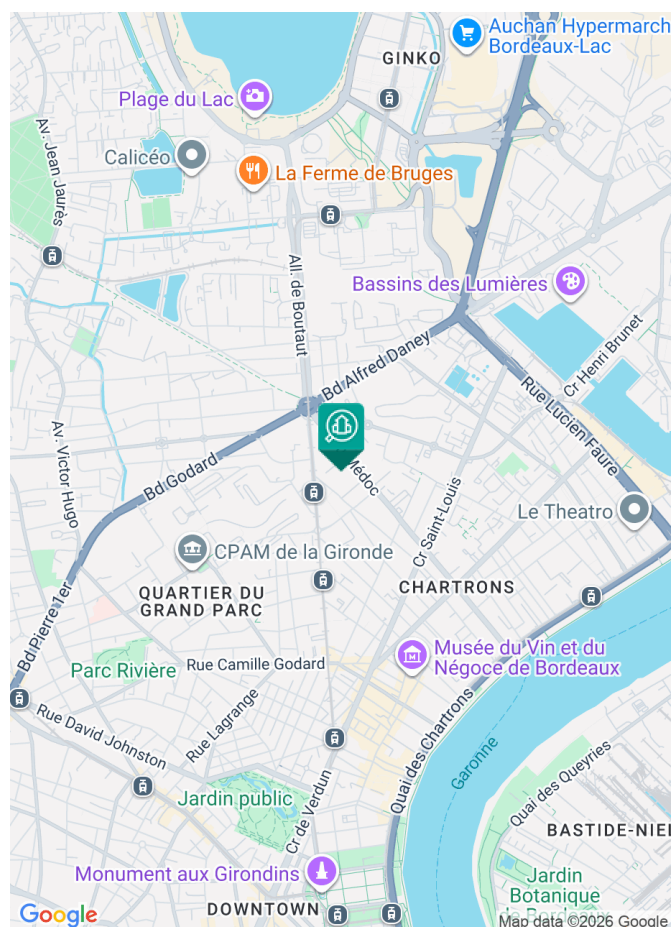 Auchan Hypermarch
Bordeaux-Lac
GINKO
Plage du Lac
Av. Jean Jaurès
Calicéo
La Ferme de Bruges
All. de Boutaut
Bassins des Lumières
Bd Alfred Daney
Cr Henri Brunet
Rue Lucien Faure
Médoc
Av. Victor Hugo
Bd Godard
Cr Saint-Louis
Le Theatro
CPAM de la Gironde
QUARTIER DU
GRAND PARC
CHARTRONS
Bd Pierre 1er
Musée du Vin et du
Négoce de Bordeaux
Parc Rivière
Rue Camille Godard
Rue Lagrange
Rue David Johnston
Quai des Chartrons
Garonne
Quai des Queyries
Jardin public
Cr de Verdun
BASTIDE-NIE
Monument aux Girondins
Jardin
Botanique
DOWNTOWN
Google
Map data ©2026 Google